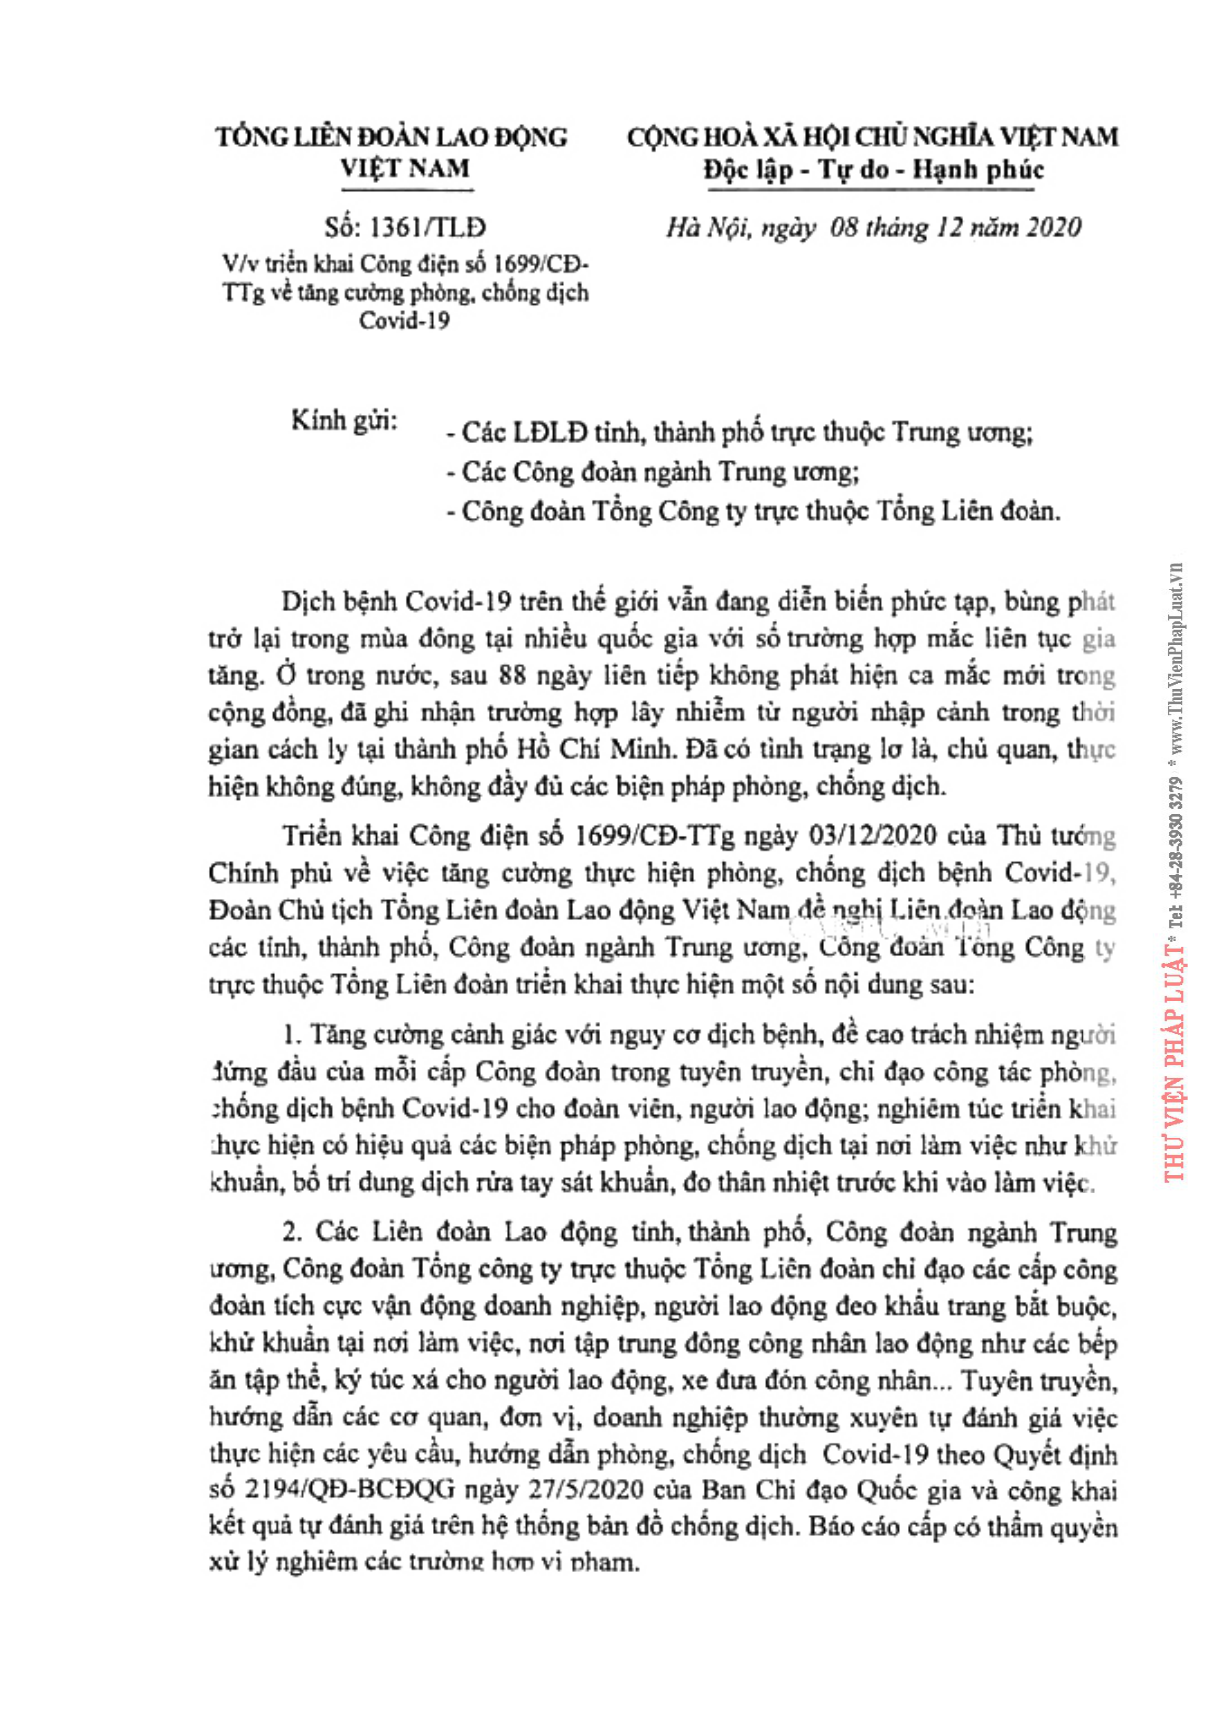 TỔNG LIÊN ĐOÀN LAO ĐỘNG
VIỆT NAM
CỘNG HOÀ XÃ HỘI CHỦ NGHĨA VIỆT NAM
Độc lập - Tự do - Hạnh phúc
Số: 1361/TLĐ
Hà Nội, ngày 08 tháng 12 năm 2020
V/v triển khai Công điện số 1699/CĐ-
TTg về tăng cường phòng, chống dịch
Covid-19
Kính gửi:
- Các LĐLĐ tỉnh, thành phố trực thuộc Trung ương;
- Các Công đoàn ngành Trung ương;
- Công đoàn Tổng Công ty trực thuộc Tổng Liên đoàn.
Dịch bệnh Covid-19 trên thế giới vẫn đang diễn biến phức tạp, bùng phát
trở lại trong mùa đông tại nhiều quốc gia với số trường hợp mắc liên tục gia
tăng. Ở trong nước, sau 88 ngày liên tiếp không phát hiện ca mắc mới trong
cộng đồng, đã ghi nhận trường hợp lây nhiễm từ người nhập cảnh trong thời
gian cách ly tại thành phố Hồ Chí Minh. Đã có tình trạng lơ là, chủ quan, thực
hiện không đúng, không đầy đủ các biện pháp phòng, chống dịch.
Triển khai Công điện số 1699/CĐ-TTg ngày 03/12/2020 của Thủ tướng
Chính phủ về việc tăng cường thực hiện phòng, chống dịch bệnh Covid-19,
Đoàn Chủ tịch Tổng Liên đoàn Lao động Việt Nam đề nghị Liên đoàn Lao động
các tỉnh, thành phố, Công đoàn ngành Trung ương, Công đoàn Tổng Công ty
trực thuộc Tổng Liên đoàn triển khai thực hiện một số nội dung sau:
1. Tăng cường cảnh giác với nguy cơ dịch bệnh, đề cao trách nhiệm người
đứng đầu của mỗi cấp Công đoàn trong tuyên truyền, chỉ đạo công tác phòng,
chống dịch bệnh Covid-19 cho đoàn viên, người lao động; nghiêm túc triển khai
thực hiện có hiệu quả các biện pháp phòng, chống dịch tại nơi làm việc như khử
khuẩn, bố trí dung dịch rửa tay sát khuẩn, đo thân nhiệt trước khi vào làm việc.
2. Các Liên đoàn Lao động tỉnh, thành phố, Công đoàn ngành Trung
ương, Công đoàn Tổng công ty trực thuộc Tổng Liên đoàn chỉ đạo các cấp công
đoàn tích cực vận động doanh nghiệp, người lao động đeo khẩu trang bắt buộc,
khử khuẩn tại nơi làm việc, nơi tập trung đông công nhân lao động như các bếp
ăn tập thể, ký túc xá cho người lao động, xe đưa đón công nhân... Tuyên truyền,
hướng dẫn các cơ quan, đơn vị, doanh nghiệp thường xuyên tự đánh giá việc
thực hiện các yêu cầu, hướng dẫn phòng, chống dịch Covid-19 theo Quyết định
số 2194/QĐ-BCĐQG ngày 27/5/2020 của Ban Chỉ đạo Quốc gia và công khai
kết quả tự đánh giá trên hệ thống bản đồ chống dịch. Báo cáo cấp có thẩm quyền
xử lý nghiêm các trường hợp vi phạm.
THƯ VIỆN PHÁP LUẬT * Tel: +84-28-3930 3279 * www.ThuVienPhapLuat.vn